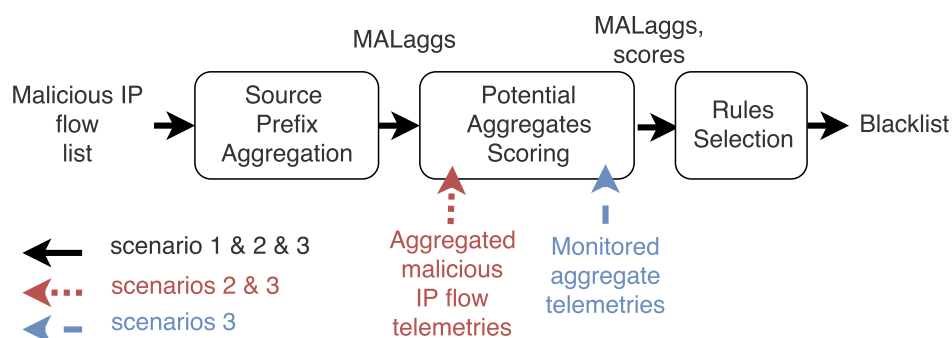 MALaggs
MALaggs,
scores
Malicious IP
flow
list
Source
Prefix
Aggregation
Potential
Aggregates
Scoring
Rules
Selection
Blacklist
Aggregated
malicious
IP flow
telemetries
Monitored
aggregate
telemetries
scenario 1 & 2 & 3
scenarios 2 & 3
scenarios 3